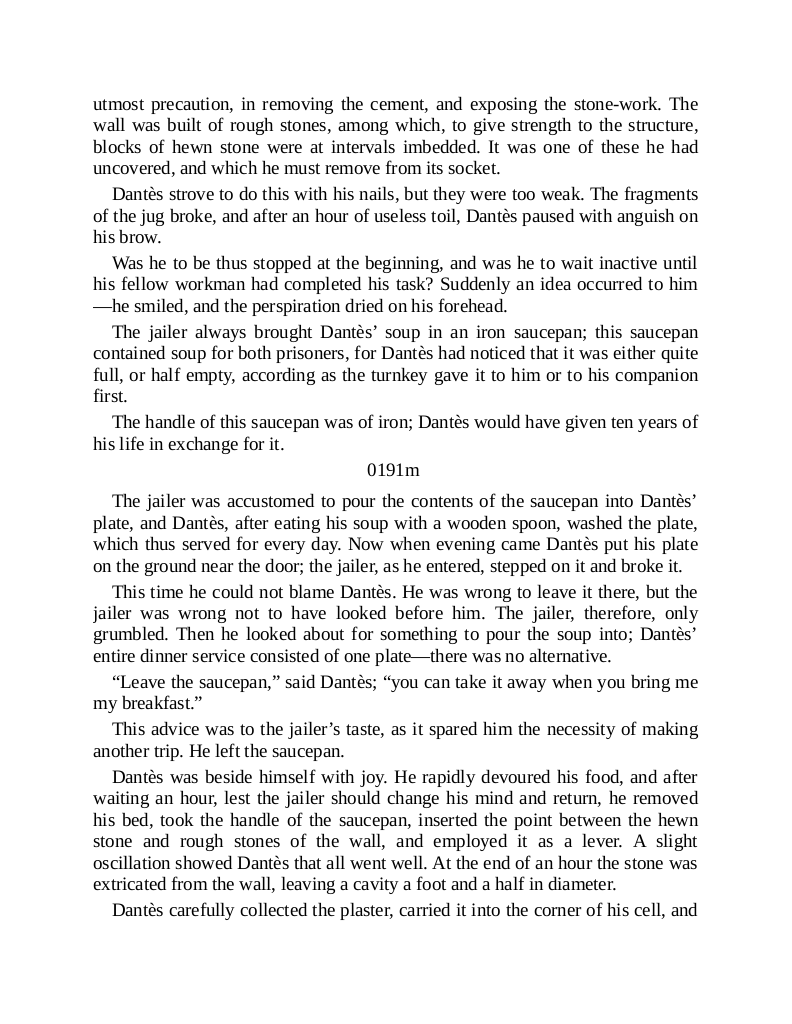 utmost precaution, in removing the cement, and exposing the stone-work. The
wall was built of rough stones, among which, to give strength to the structure,
blocks of hewn stone were at intervals imbedded. It was one of these he had
uncovered, and which he must remove from its socket.
Dantès strove to do this with his nails, but they were too weak. The fragments
of the jug broke, and after an hour of useless toil, Dantès paused with anguish on
his brow.
Was he to be thus stopped at the beginning, and was he to wait inactive until
his fellow workman had completed his task? Suddenly an idea occurred to him
—he smiled, and the perspiration dried on his forehead.
The jailer always brought Dantès’ soup in an iron saucepan; this saucepan
contained soup for both prisoners, for Dantès had noticed that it was either quite
full, or half empty, according as the turnkey gave it to him or to his companion
first.
The handle of this saucepan was of iron; Dantès would have given ten years of
his life in exchange for it.
0191m
The jailer was accustomed to pour the contents of the saucepan into Dantès’
plate, and Dantès, after eating his soup with a wooden spoon, washed the plate,
which thus served for every day. Now when evening came Dantès put his plate
on the ground near the door; the jailer, as he entered, stepped on it and broke it.
This time he could not blame Dantès. He was wrong to leave it there, but the
jailer was wrong not to have looked before him. The jailer, therefore, only
grumbled. Then he looked about for something to pour the soup into; Dantès’
entire dinner service consisted of one plate—there was no alternative.
“Leave the saucepan,” said Dantès; “you can take it away when you bring me
my breakfast.”
This advice was to the jailer’s taste, as it spared him the necessity of making
another trip. He left the saucepan.
Dantès was beside himself with joy. He rapidly devoured his food, and after
waiting an hour, lest the jailer should change his mind and return, he removed
his bed, took the handle of the saucepan, inserted the point between the hewn
stone and rough stones of the wall, and employed it as a lever. A slight
oscillation showed Dantès that all went well. At the end of an hour the stone was
extricated from the wall, leaving a cavity a foot and a half in diameter.
Dantès carefully collected the plaster, carried it into the corner of his cell, and